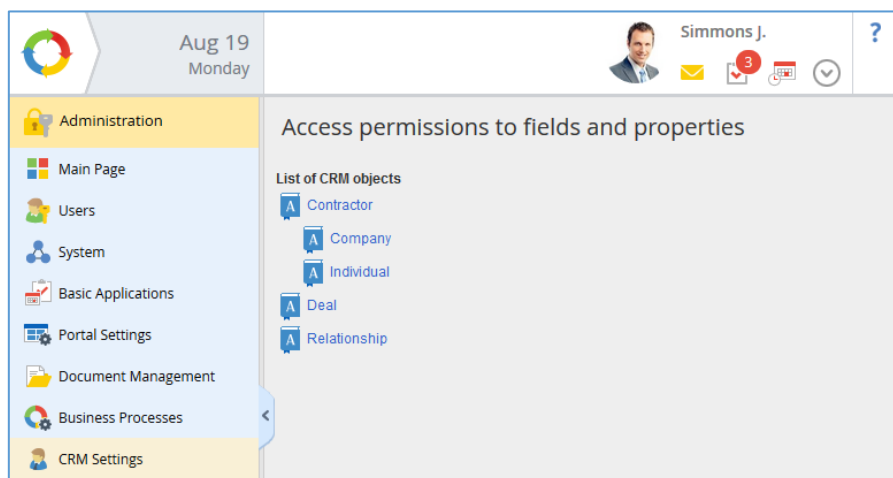 Aug 19
Monday
Simmons J.
?
3
Administration
Main Page
Users
System
Basic Applications
Portal Settings
Document Management
Business Processes
CRM Settings
Access permissions to fields and properties
List of CRM objects
A Contractor
A Company
A Individual
A Deal
A Relationship